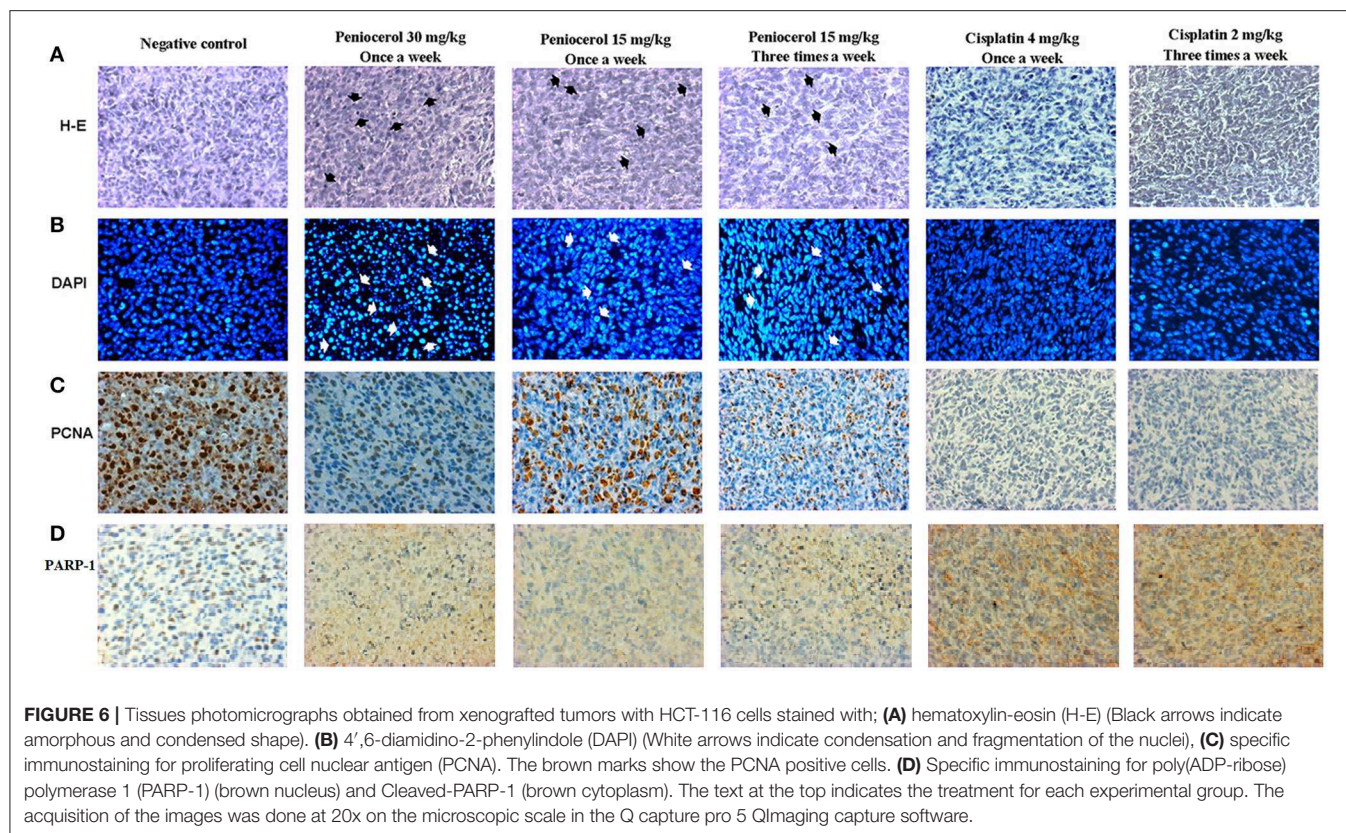 Negative control
Peniocerol 30 mg/kg
Once a week
Peniocerol 15 mg/kg
Once a week
Peniocerol 15 mg/kg
Three times a week
Cisplatin 4 mg/kg
Once a week
Cisplatin 2 mg/kg
Three times a week
A
H-E
B
DAPI
C
PCNA
D
PARP-1
FIGURE 6 | Tissues photomicrographs obtained from xenografted tumors with HCT-116 cells stained with; (A) hematoxylin-eosin (H-E) (Black arrows indicate
amorphous and condensed shape). (B) 4′,6-diamidino-2-phenylindole (DAPI) (White arrows indicate condensation and fragmentation of the nuclei), (C) specific
immunostaining for proliferating cell nuclear antigen (PCNA). The brown marks show the PCNA positive cells. (D) Specific immunostaining for poly(ADP-ribose)
polymerase 1 (PARP-1) (brown nucleus) and Cleaved-PARP-1 (brown cytoplasm). The text at the top indicates the treatment for each experimental group. The
acquisition of the images was done at 20x on the microscopic scale in the Q capture pro 5 QImaging capture software.